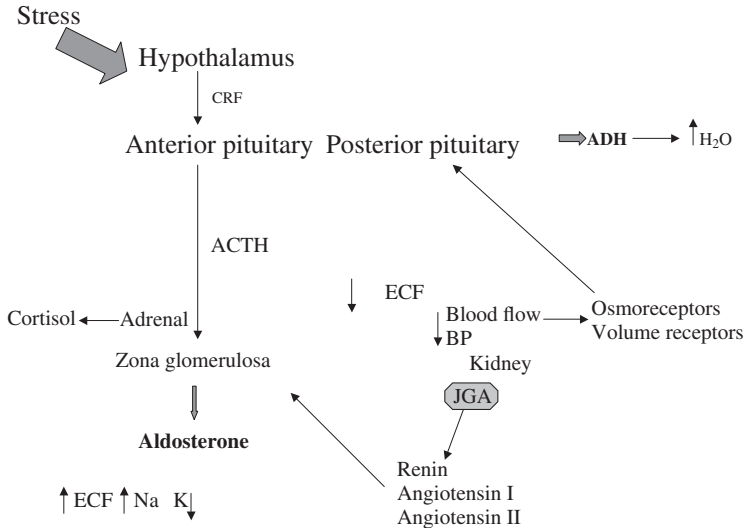 Stress
Hypothalamus
CRF
Anterior pituitary Posterior pituitary
ADH
H₂O
ACTH
ECF
Blood flow
BP
Osmoreceptors
Volume receptors
Cortisol
Adrenal
Zona glomerulosa
Kidney
JGA
Aldosterone
Renin
Angiotensin I
Angiotensin II
ECF Na K